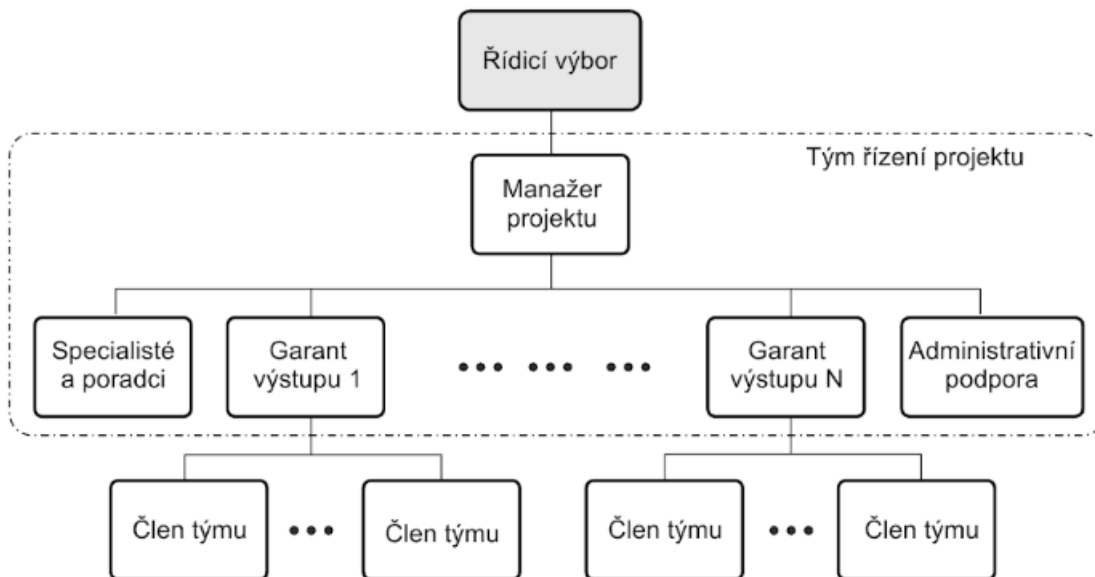 Řídicí výbor
Tým řízení projektu
Manažer
projektu
Specialisté
a poradci
Garant
výstupu 1
Garant
výstupu N
Administrativní
podpora
Člen týmu
Člen týmu
Člen týmu
Člen týmu